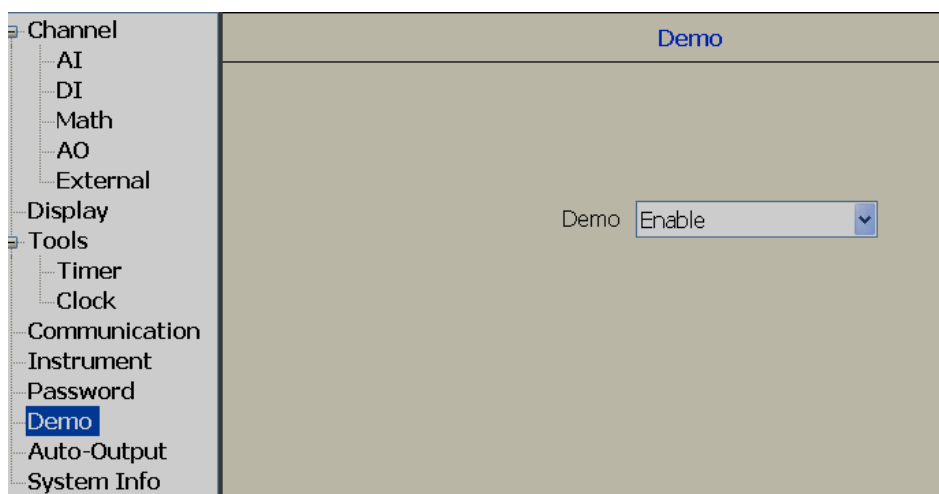 Channel
AI
DI
Math
AO
External
Display
Tools
Timer
Clock
Communication
Instrument
Password
Demo
Auto-Output
System Info
Demo
Demo Enable